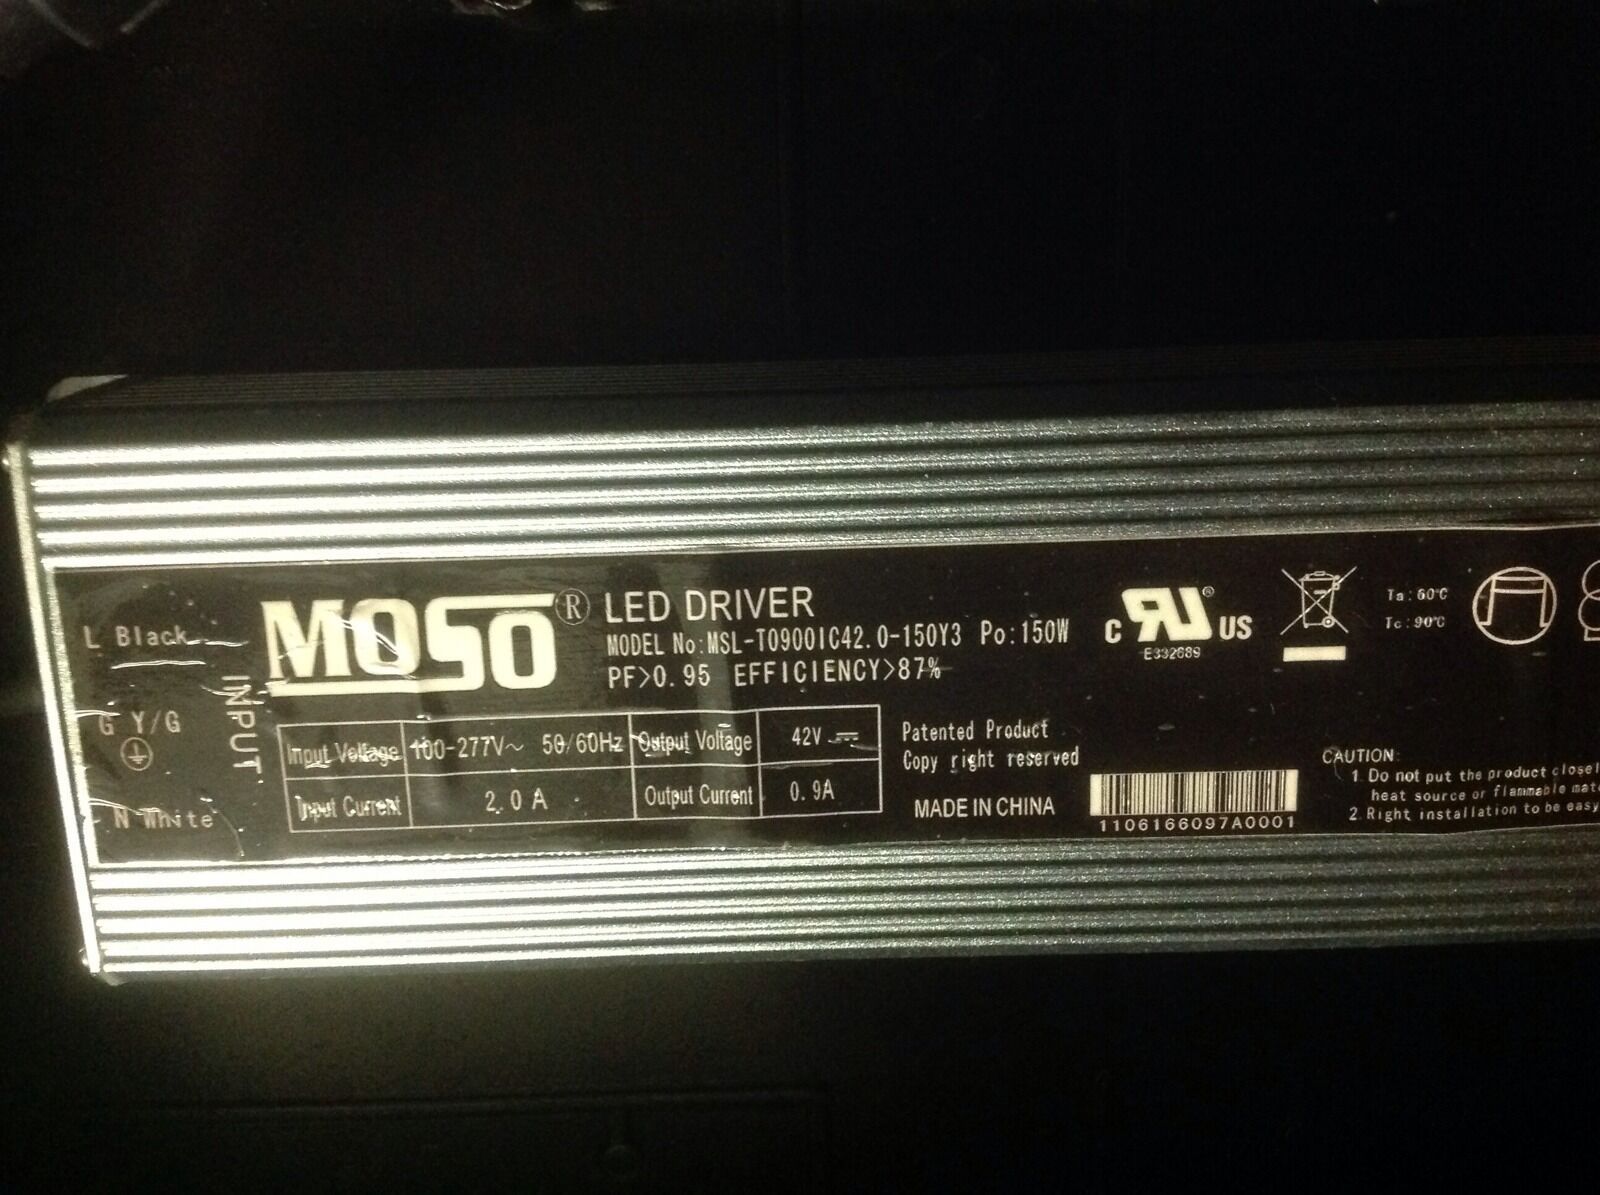 L Black
G Y/G
N White
INPUT
MOSO®
LED DRIVER
MODEL No:MSL-T0900IC42.0-150Y3 Po:150W
PF>0.95 EFFICIENCY>87%
Input Voltage 100-277V~ 50/60Hz Output Voltage 42V
Input Current 2.0A Output Current 0.9A
Patented Product
Copy right reserved
MADE IN CHINA
c RU® US
E332689
1106166097A0001
Ta:60°C
Tc:90°C
CAUTION:
1.Do not put the product
heat source or flammable
2.Right installation to be easy